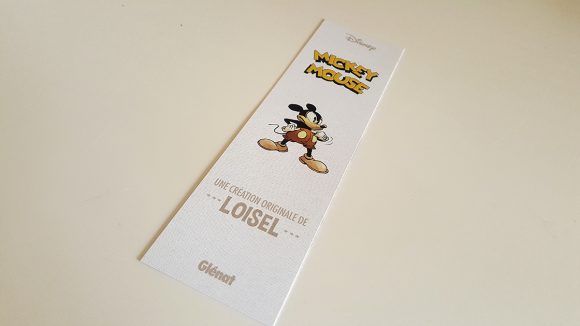 Disney
MICKEY
MOUSE
UNE CRÉATION ORIGINALE DE
--- LOISEL ---
Glénat